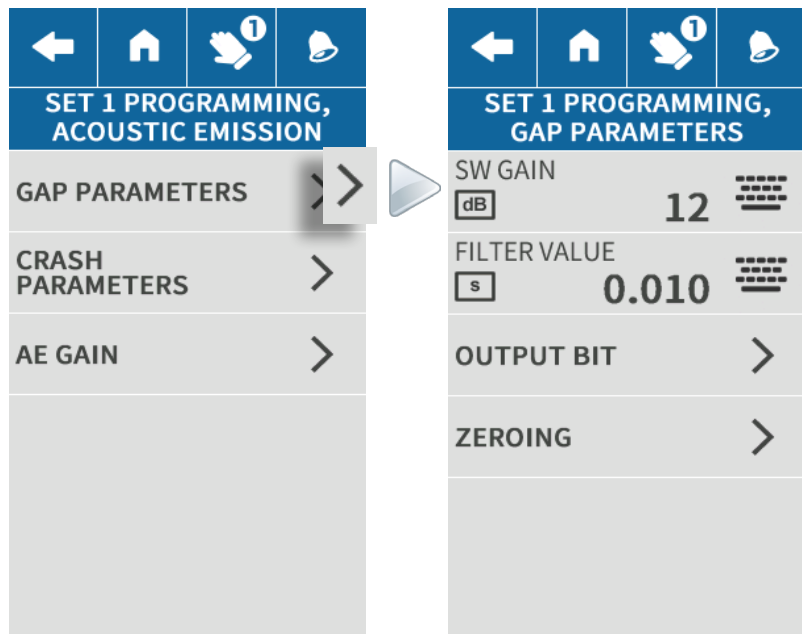 1
SET 1 PROGRAMMING,
ACOUSTIC EMISSION
GAP PARAMETERS
CRASH
PARAMETERS
AE GAIN
1
SET 1 PROGRAMMING,
GAP PARAMETERS
SW GAIN
dB
12
FILTER VALUE
s
0.010
OUTPUT BIT
ZEROING